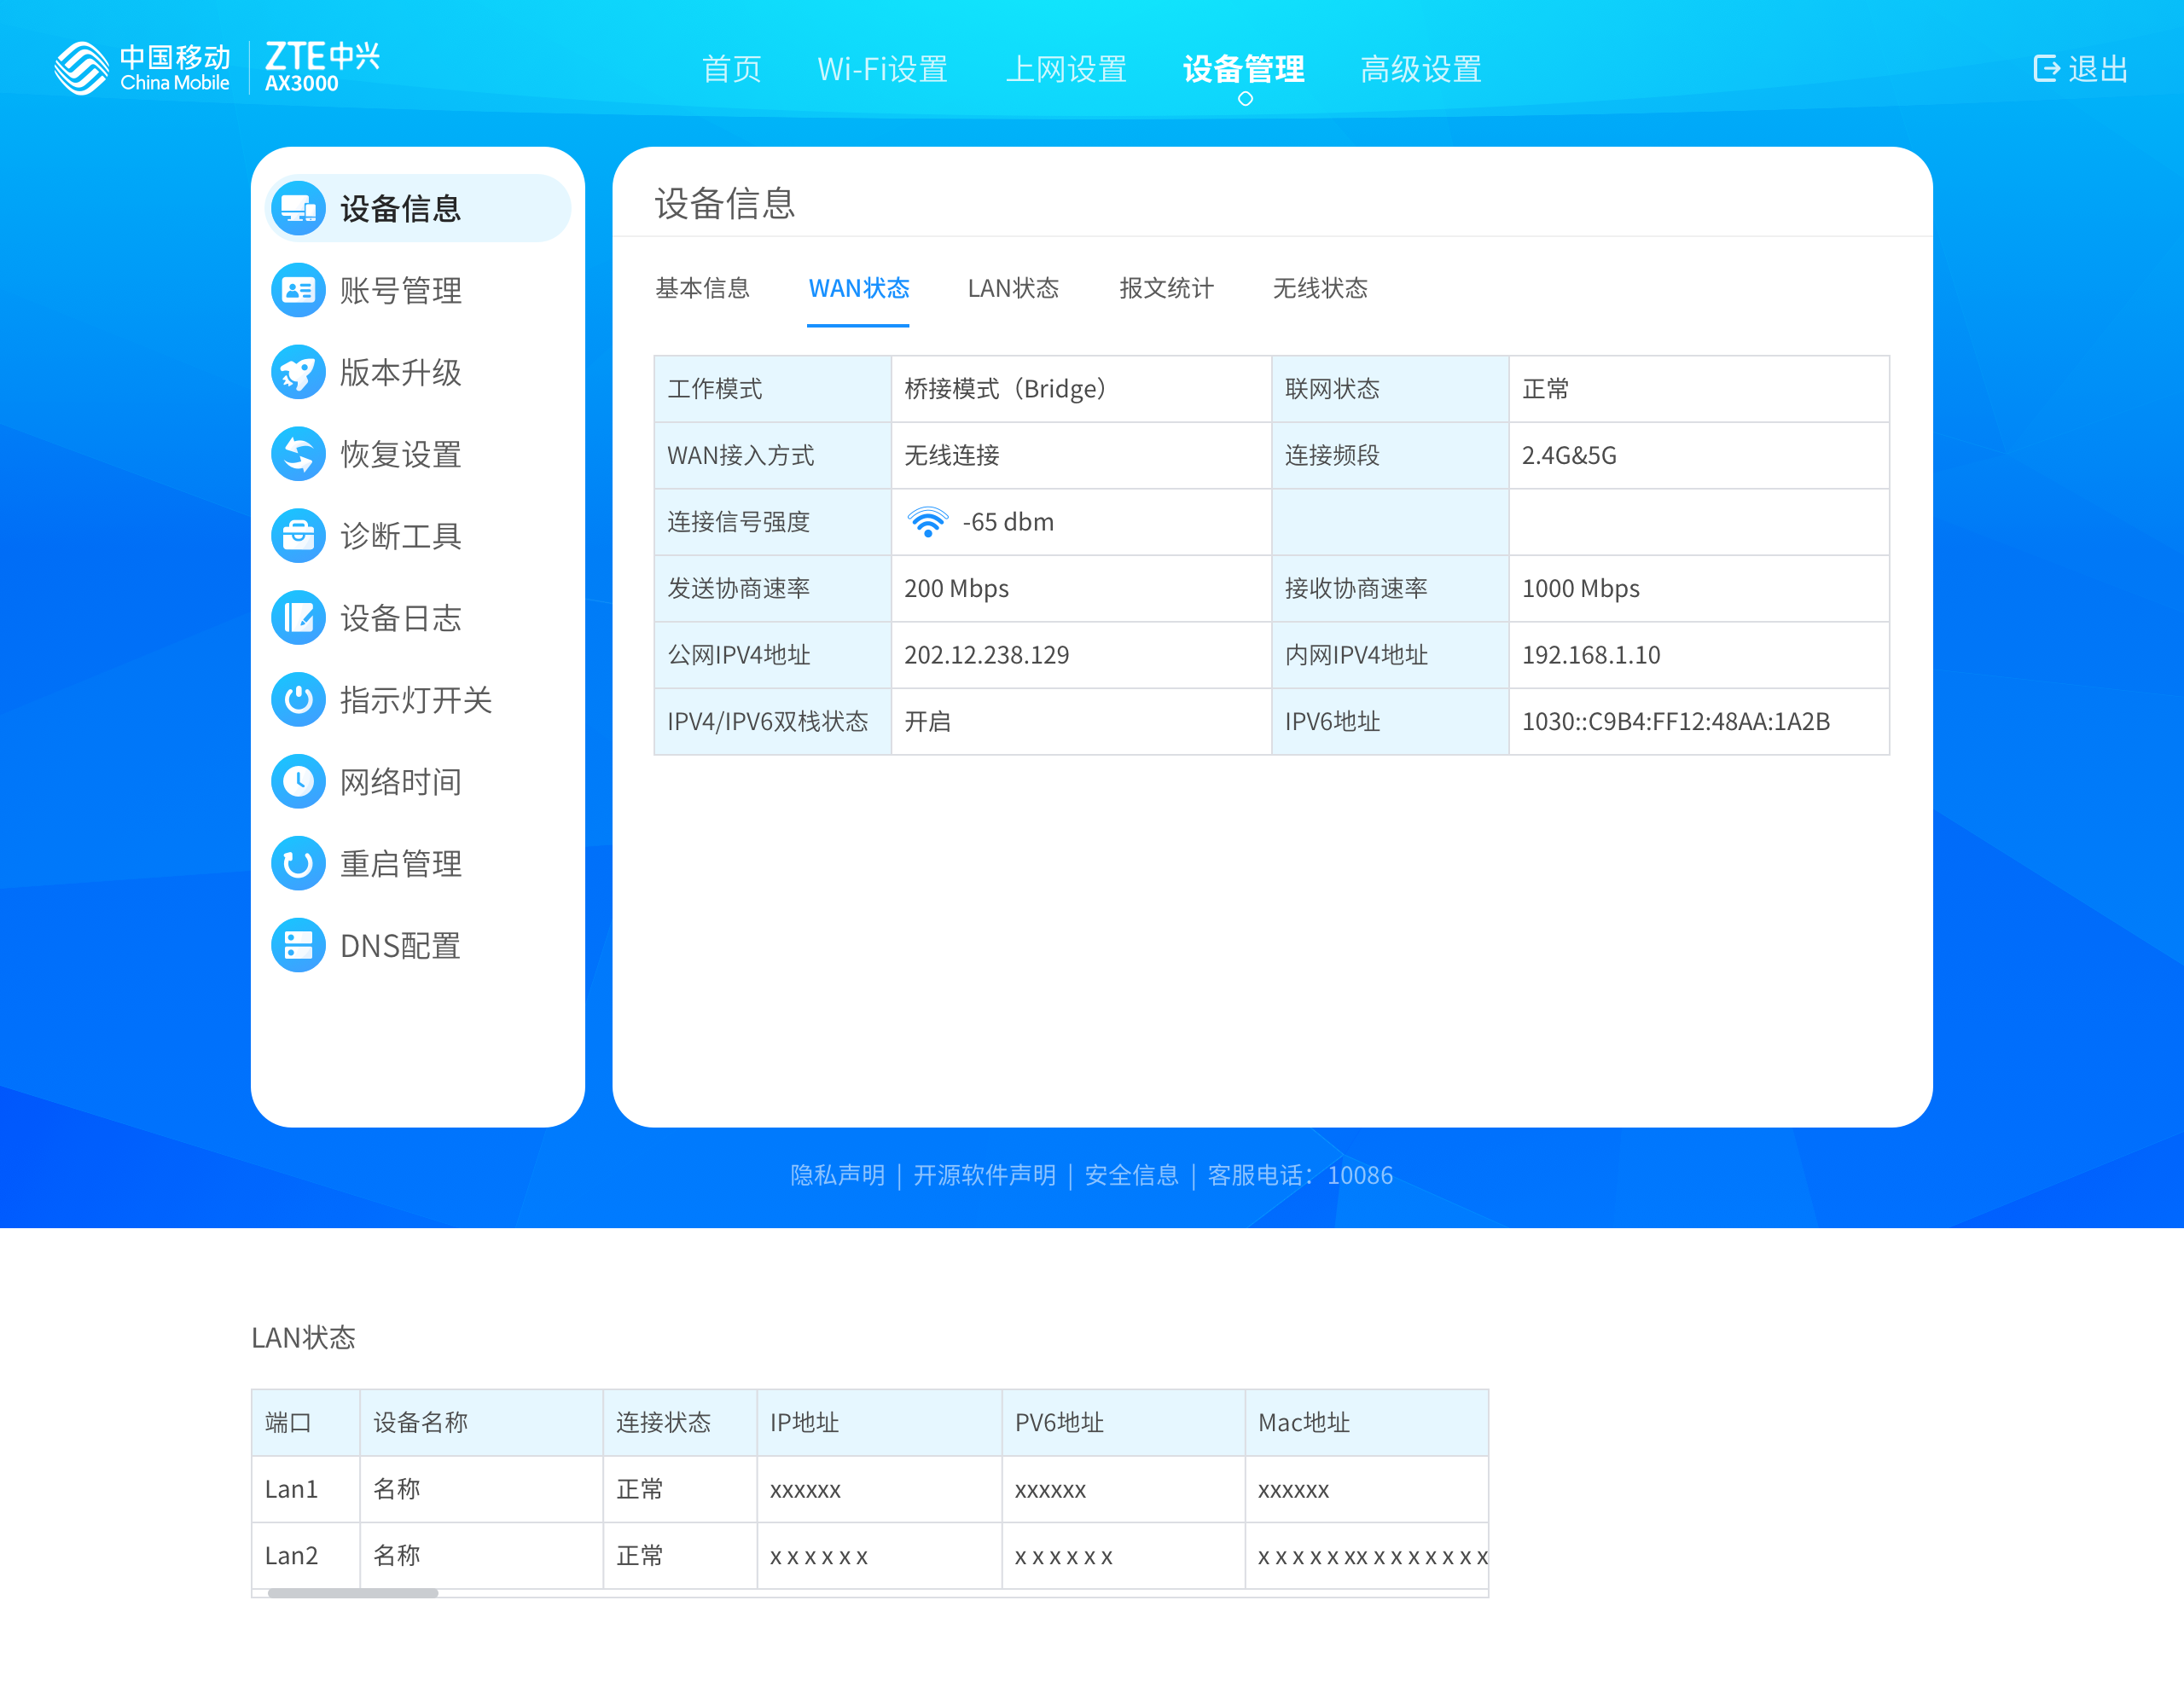 中国移动
China Mobile
ZTE中兴
AX3000
首页 Wi-Fi设置 上网设置 设备管理 高级设置
退出
设备信息
账号管理
版本升级
恢复设置
诊断工具
设备日志
指示灯开关
网络时间
重启管理
DNS配置
设备信息
基本信息 WAN状态 LAN状态 报文统计 无线状态
工作模式 桥接模式（Bridge） 联网状态 正常
WAN接入方式 无线连接 连接频段 2.4G&5G
连接信号强度 -65 dbm
发送协商速率 200 Mbps 接收协商速率 1000 Mbps
公网IPV4地址 202.12.238.129 内网IPV4地址 192.168.1.10
IPV4/IPV6双栈状态 开启 IPV6地址 1030::C9B4:FF12:48AA:1A2B
隐私声明 | 开源软件声明 | 安全信息 | 客服电话：10086
LAN状态
端口 设备名称 连接状态 IP地址 PV6地址 Mac地址
Lan1 名称 正常 xxxxxx xxxxxx xxxxxx
Lan2 名称 正常 x x x x x x x x x x x x x x x x x xx x x x x x x x